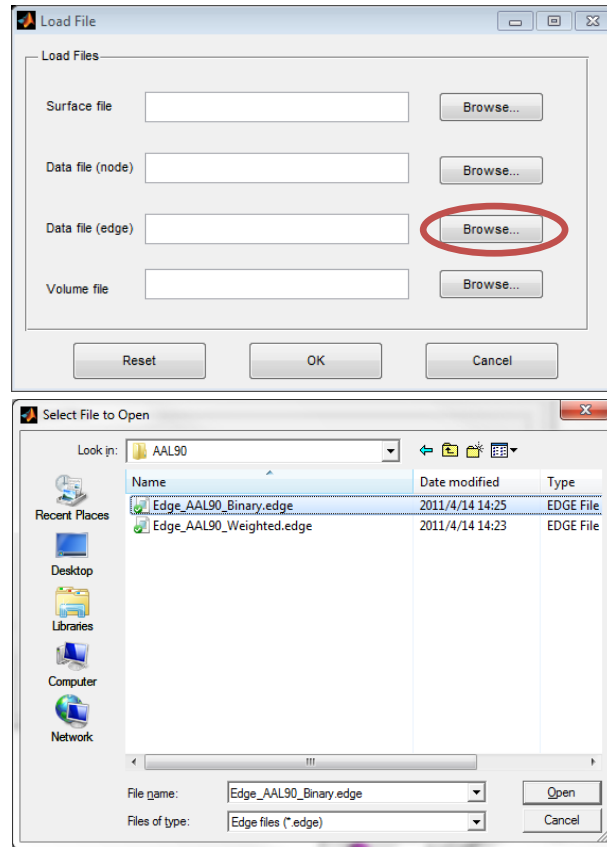 Load File
Load Files
Surface file
Browse...
Data file (node)
Browse...
Data file (edge)
Browse...
Volume file
Browse...
Reset OK Cancel
Select File to Open
Look in: AAL90
Name Date modified Type
Edge_AAL90_Binary.edge 2011/4/14 14:25 EDGE File
Edge_AAL90_Weighted.edge 2011/4/14 14:23 EDGE File
Recent Places
Desktop
Libraries
Computer
Network
File name: Edge_AAL90_Binary.edge Open
Files of type: Edge files (*.edge) Cancel